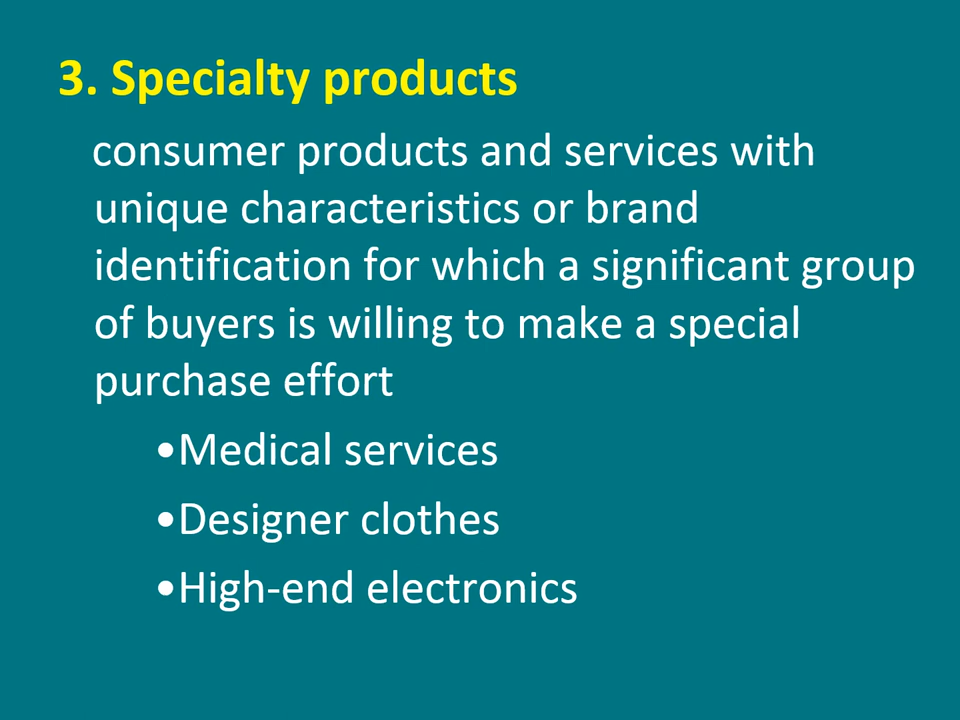 3. Specialty products
consumer products and services with
unique characteristics or brand
identification for which a significant group
of buyers is willing to make a special
purchase effort
•Medical services
•Designer clothes
•High-end electronics